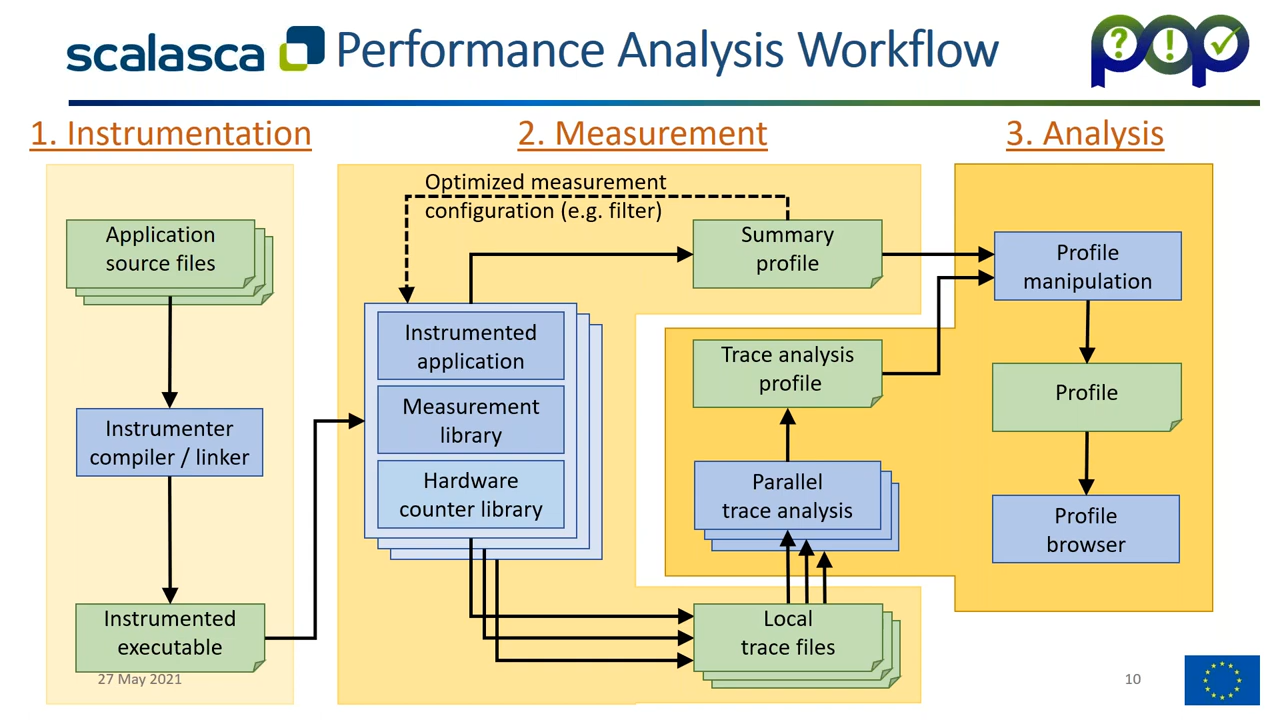 scalasca Performance Analysis Workflow
pop
? ! ✓
1. Instrumentation
2. Measurement
3. Analysis
Application
source files
Instrumenter
compiler / linker
Instrumented
executable
27 May 2021
Optimized measurement
configuration (e.g. filter)
Instrumented
application
Measurement
library
Hardware
counter library
Summary
profile
Trace analysis
profile
Parallel
trace analysis
Local
trace files
Profile
manipulation
Profile
Profile
browser
10